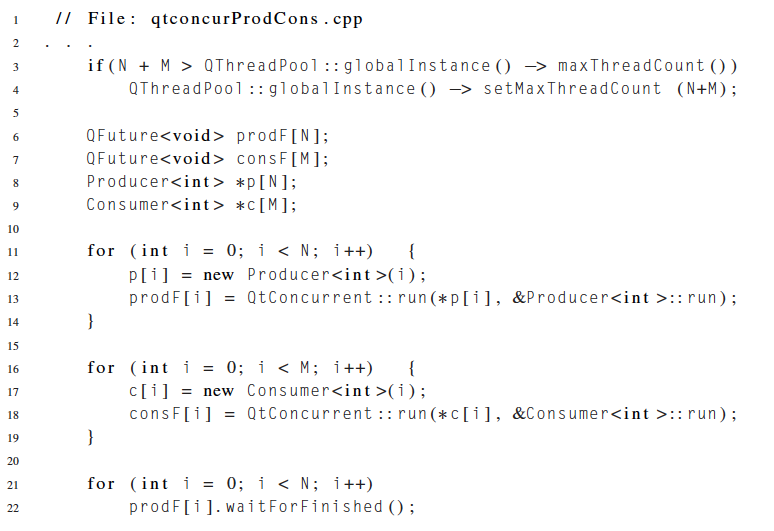 1 // File: qtconcurProdCons.cpp
2 . . .
3 if(N + M > QThreadPool::globalInstance() -> maxThreadCount())
4 QThreadPool::globalInstance() -> setMaxThreadCount (N+M);
5
6 QFuture<void> prodF[N];
7 QFuture<void> consF[M];
8 Producer<int> *p[N];
9 Consumer<int> *c[M];
10
11 for (int i = 0; i < N; i++) {
12 p[i] = new Producer<int>(i);
13 prodF[i] = QtConcurrent::run(*p[i], &Producer<int>::run);
14 }
15
16 for (int i = 0; i < M; i++) {
17 c[i] = new Consumer<int>(i);
18 consF[i] = QtConcurrent::run(*c[i], &Consumer<int>::run);
19 }
20
21 for (int i = 0; i < N; i++)
22 prodF[i].waitForFinished();